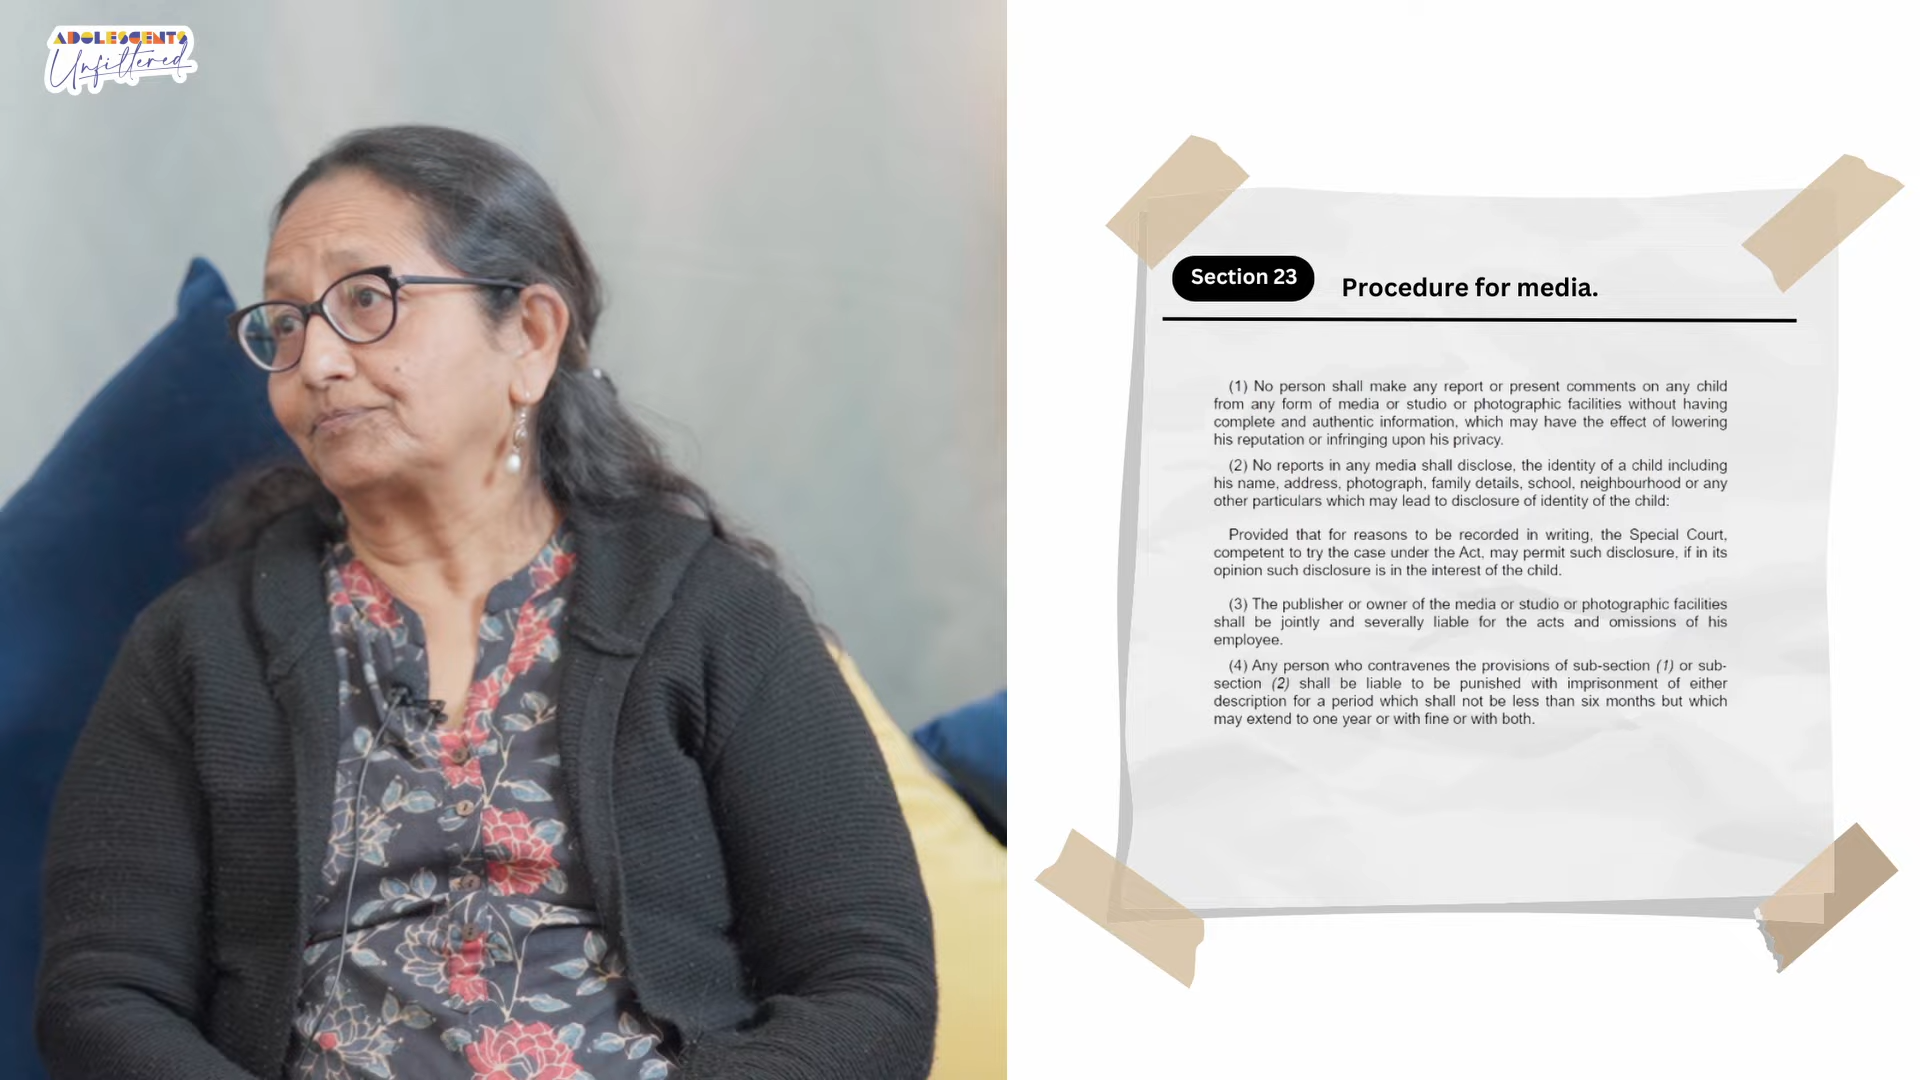 ADOLESCENTS
Unfiltered
Section 23
Procedure for media.
(1) No person shall make any report or present comments on any child
from any form of media or studio or photographic facilities without having
complete and authentic information, which may have the effect of lowering
his reputation or infringing upon his privacy.
(2) No reports in any media shall disclose, the identity of a child including
his name, address, photograph, family details, school, neighbourhood or any
other particulars which may lead to disclosure of identity of the child:
Provided that for reasons to be recorded in writing, the Special Court,
competent to try the case under the Act, may permit such disclosure, if in its
opinion such disclosure is in the interest of the child.
(3) The publisher or owner of the media or studio or photographic facilities
shall be jointly and severally liable for the acts and omissions of his
employee.
(4) Any person who contravenes the provisions of sub-section (1) or sub-
section (2) shall be liable to be punished with imprisonment of either
description for a period which shall not be less than six months but which
may extend to one year or with fine or with both.